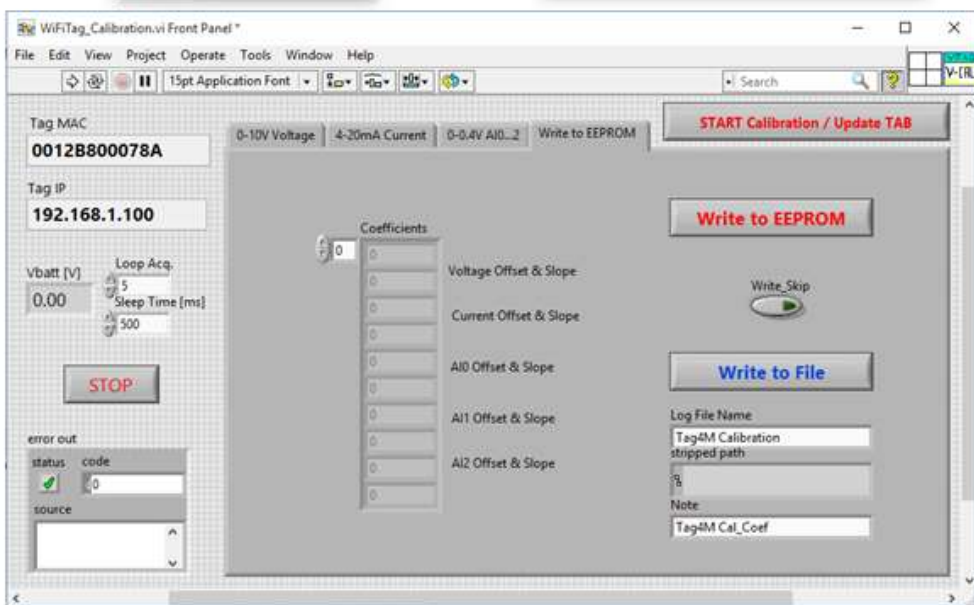 WiFiTag_Calibration.vi Front Panel *
File Edit View Project Operate Tools Window Help
15pt Application Font
Search
Tag MAC
0012B800078A
Tag IP
192.168.1.100
Vbatt [V]
0.00
Loop Acq.
5
Sleep Time [ms]
500
STOP
error out
status code
0
source
0-10V Voltage 4-20mA Current 0-0.4V AI0...2 Write to EEPROM
START Calibration / Update TAB
Coefficients
0
0
0
0
0
0
0
0
0
0
0
Voltage Offset & Slope
Current Offset & Slope
AI0 Offset & Slope
AI1 Offset & Slope
AI2 Offset & Slope
Write to EEPROM
Write_Skip
Write to File
Log File Name
Tag4M Calibration
stripped path
Note
Tag4M Cal_Coef